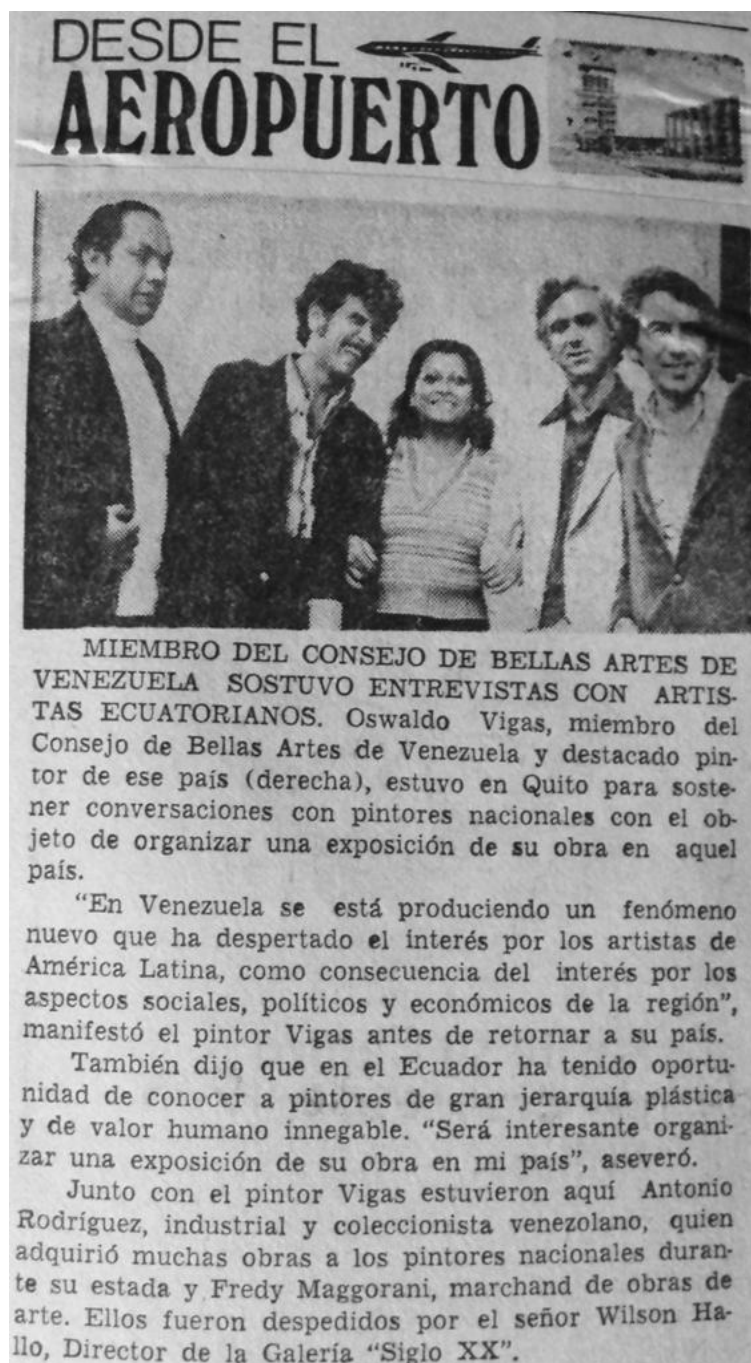 DESDE EL
AEROPUERTO
MIEMBRO DEL CONSEJO DE BELLAS ARTES DE
VENEZUELA SOSTUVO ENTREVISTAS CON ARTIS-
TAS ECUATORIANOS. Oswaldo Vigas, miembro del
Consejo de Bellas Artes de Venezuela y destacado pin-
tor de ese país (derecha), estuvo en Quito para soste-
ner conversaciones con pintores nacionales con el ob-
jeto de organizar una exposición de su obra en aquel
país.
“En Venezuela se está produciendo un fenómeno
nuevo que ha despertado el interés por los artistas de
América Latina, como consecuencia del interés por los
aspectos sociales, políticos y económicos de la región”,
manifestó el pintor Vigas antes de retornar a su país.
También dijo que en el Ecuador ha tenido oportu-
nidad de conocer a pintores de gran jerarquía plástica
y de valor humano innegable. “Será interesante organi-
zar una exposición de su obra en mi país”, aseveró.
Junto con el pintor Vigas estuvieron aquí Antonio
Rodríguez, industrial y coleccionista venezolano, quien
adquirió muchas obras a los pintores nacionales duran-
te su estada y Fredy Maggorani, marchand de obras de
arte. Ellos fueron despedidos por el señor Wilson Ha-
llo, Director de la Galería “Siglo XX”.